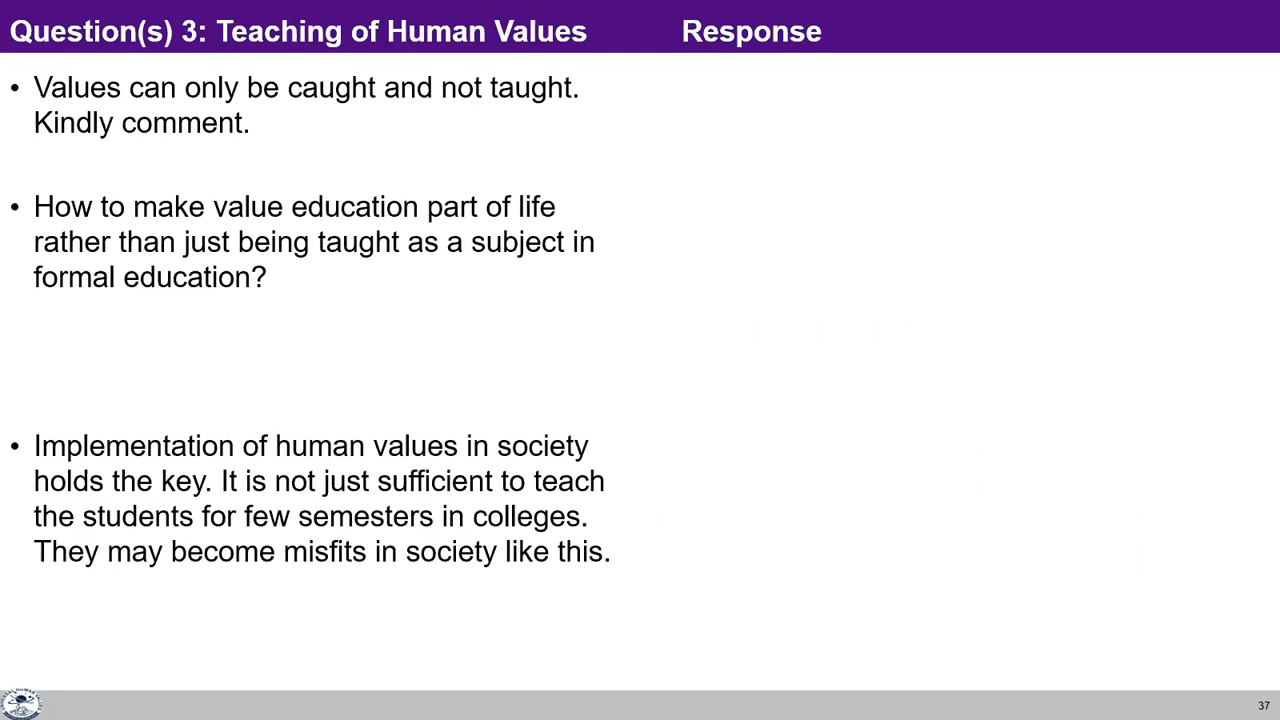 Question(s) 3: Teaching of Human Values
Response
• Values can only be caught and not taught.
Kindly comment.
• How to make value education part of life
rather than just being taught as a subject in
formal education?
• Implementation of human values in society
holds the key. It is not just sufficient to teach
the students for few semesters in colleges.
They may become misfits in society like this.
37